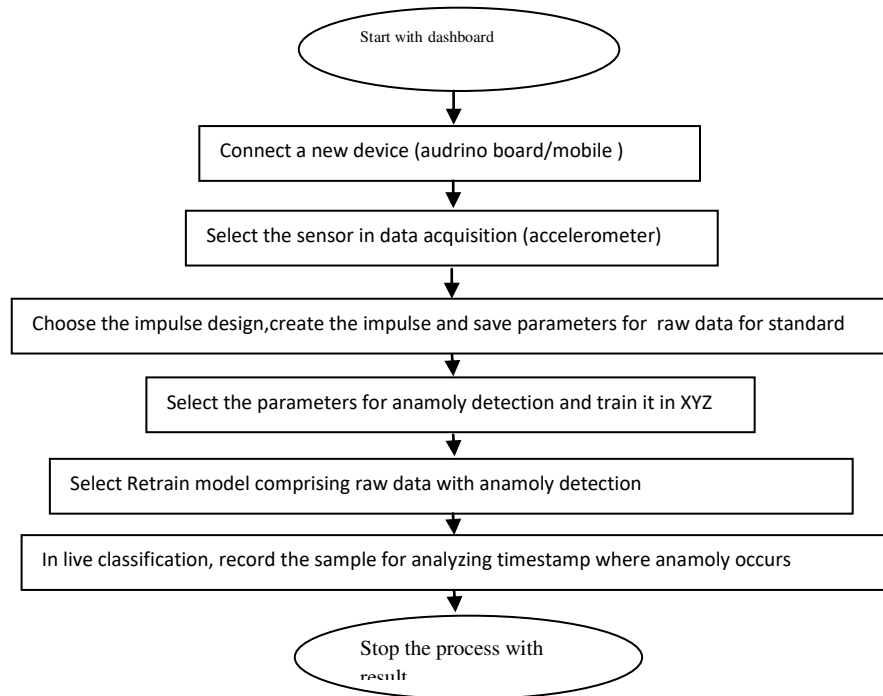 Start with dashboard
Connect a new device (audrino board/mobile )
Select the sensor in data acquisition (accelerometer)
Choose the impulse design,create the impulse and save parameters for raw data for standard
Select the parameters for anamoly detection and train it in XYZ
Select Retrain model comprising raw data with anamoly detection
In live classification, record the sample for analyzing timestamp where anamoly occurs
Stop the process with
result